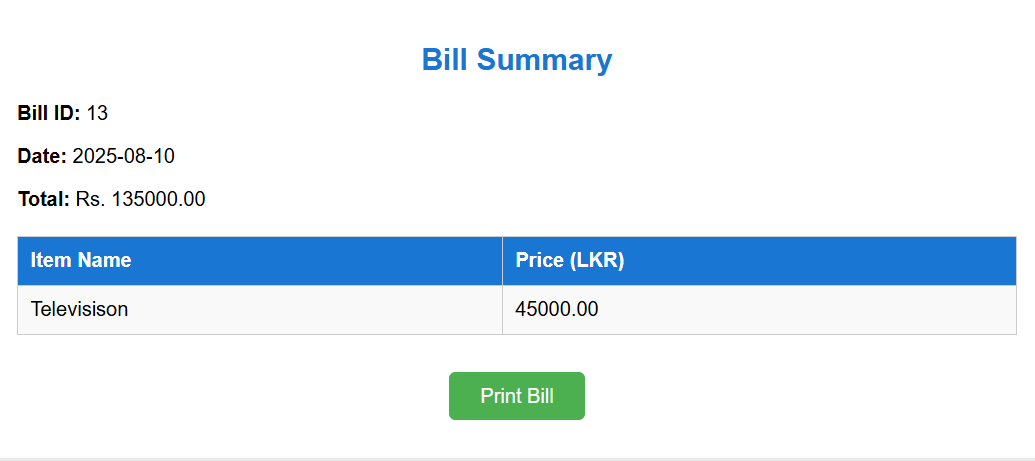 Bill Summary
Bill ID: 13
Date: 2025-08-10
Total: Rs. 135000.00
Item Name Price (LKR)
Televisison 45000.00
Print Bill